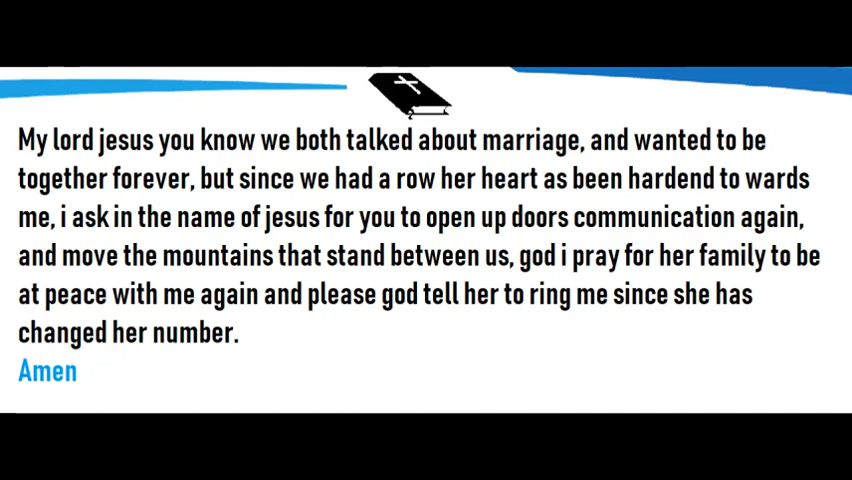 My lord jesus you know we both talked about marriage, and wanted to be
together forever, but since we had a row her heart as been hardend to wards
me, i ask in the name of jesus for you to open up doors communication again,
and move the mountains that stand between us, god i pray for her family to be
at peace with me again and please god tell her to ring me since she has
changed her number.
Amen